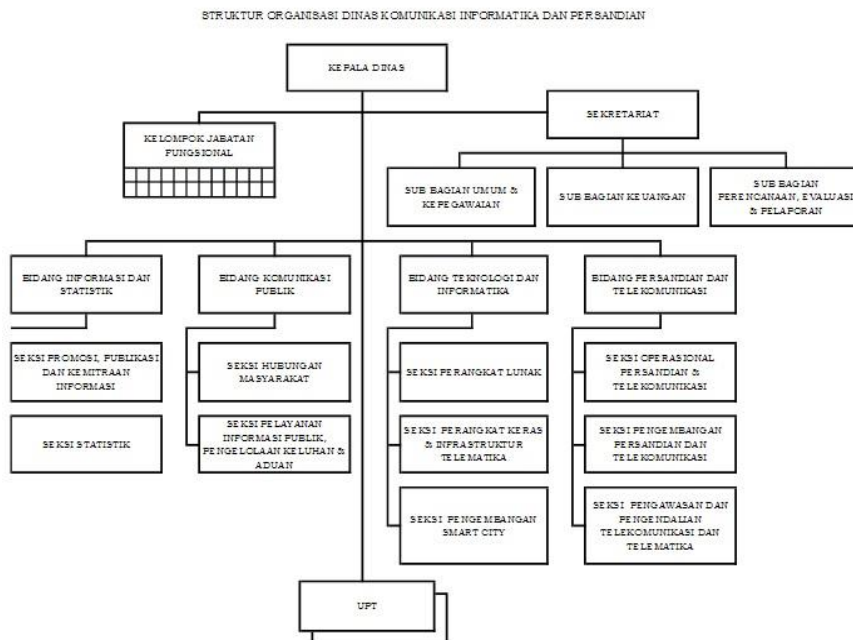 STRUKTUR ORGANISASI DINAS KOMUNIKASI INFORMATIKA DAN PERSANDIAN
KEPALA DINAS
SEKRETARIAT
KELOMPOK JABATAN
FUNGSIONAL
SUB BAGIAN UMUM &
KEPEGAWAIAN
SUB BAGIAN KEUANGAN
SUB BAGIAN
PERENCANAAN, EVALUASI
& PELAPORAN
BIDANG INFORMASI DAN
STATISTIK
BIDANG KOMUNIKASI
PUBLIK
BIDANG TEKNOLOGI DAN
INFORMATIKA
BIDANG PERSANDIAN DAN
TELEKOMUNIKASI
SEKSI PROMOSI, PUBLIKASI
DAN KEMITRAAN
INFORMASI
SEKSI HUBUNGAN
MASYARAKAT
SEKSI PERANGKAT LUNAK
SEKSI OPERASIONAL
PERSANDIAN &
TELEKOMUNIKASI
SEKSI STATISTIK
SEKSI PELAYANAN
INFORMASI PUBLIK,
PENGELOLAAN KELUHAN &
ADUAN
SEKSI PERANGKAT KERAS
& INFRASTRUKTUR
TELEMATIKA
SEKSI PENGEMBANGAN
PERSANDIAN DAN
TELEKOMUNIKASI
SEKSI PENGEMBANGAN
SMART CITY
SEKSI PENGAWASAN DAN
PENGENDALIAN
TELEKOMUNIKASI DAN
TELEMATIKA
UPT